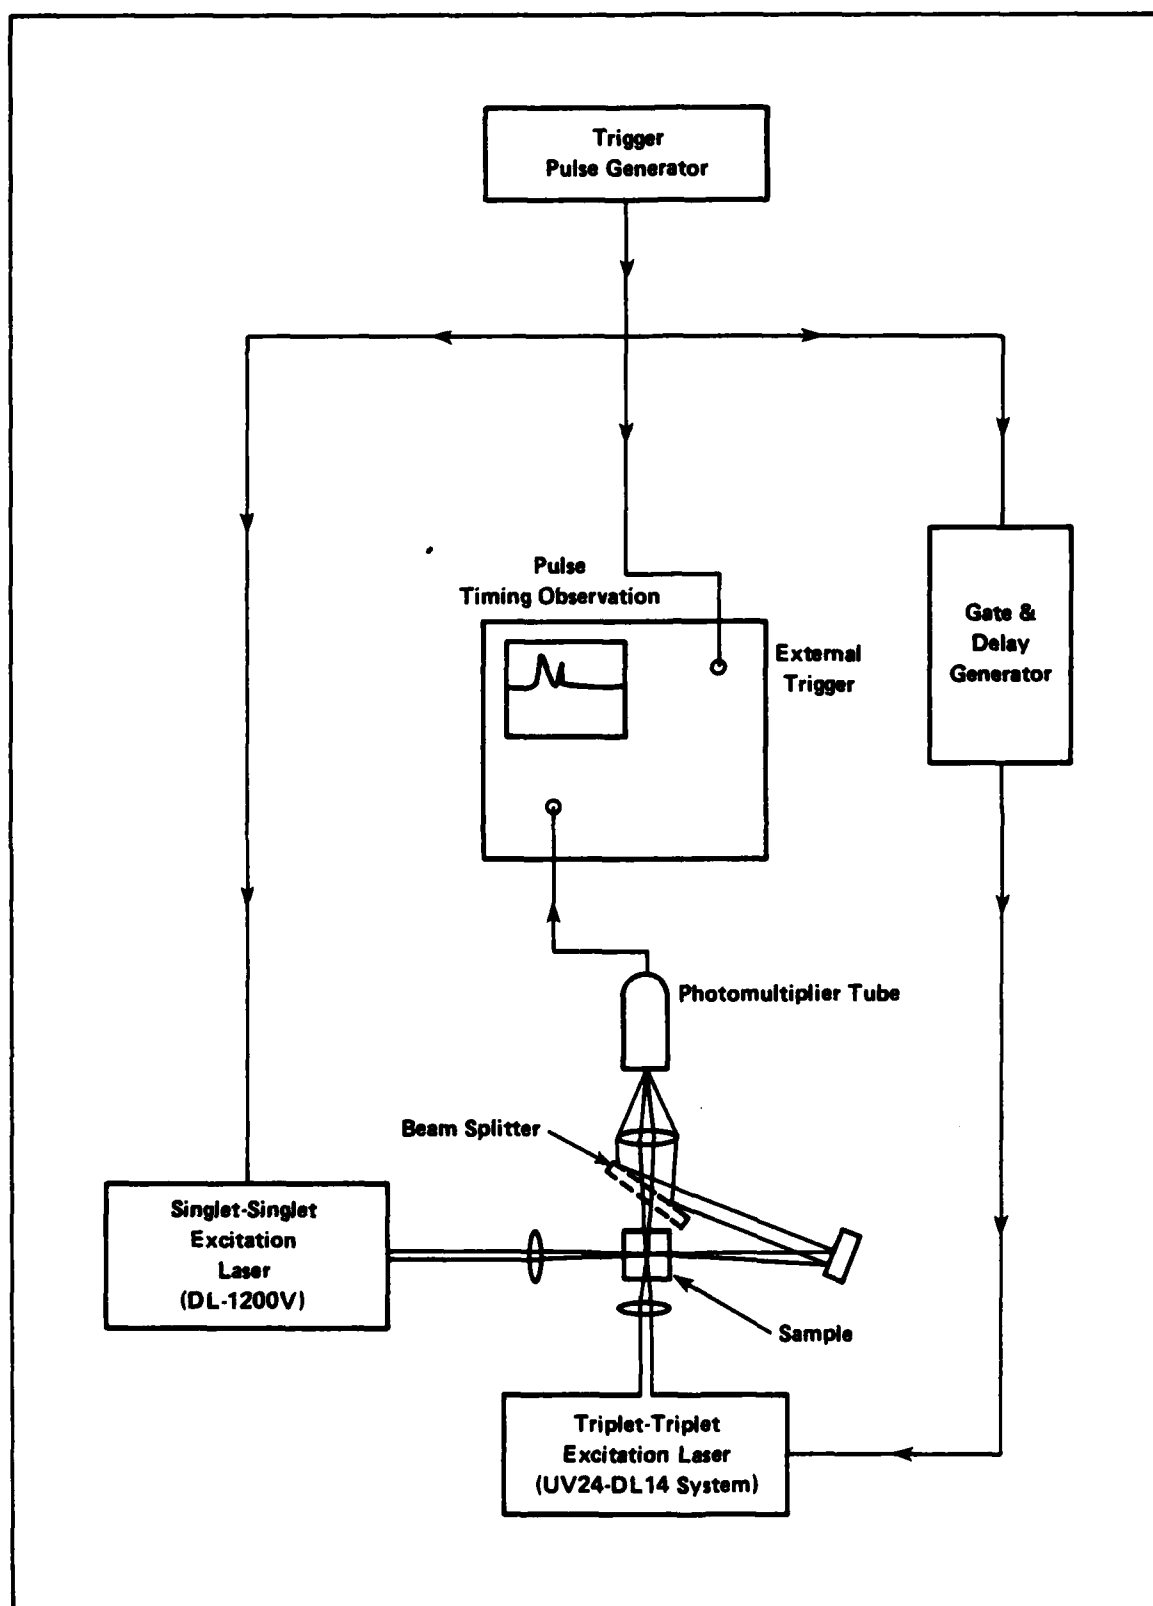 Trigger
Pulse Generator
Pulse
Timing Observation
External
Trigger
Gate &
Delay
Generator
Photomultiplier Tube
Beam Splitter
Singlet-Singlet
Excitation
Laser
(DL-1200V)
Sample
Triplet-Triplet
Excitation Laser
(UV24-DL14 System)